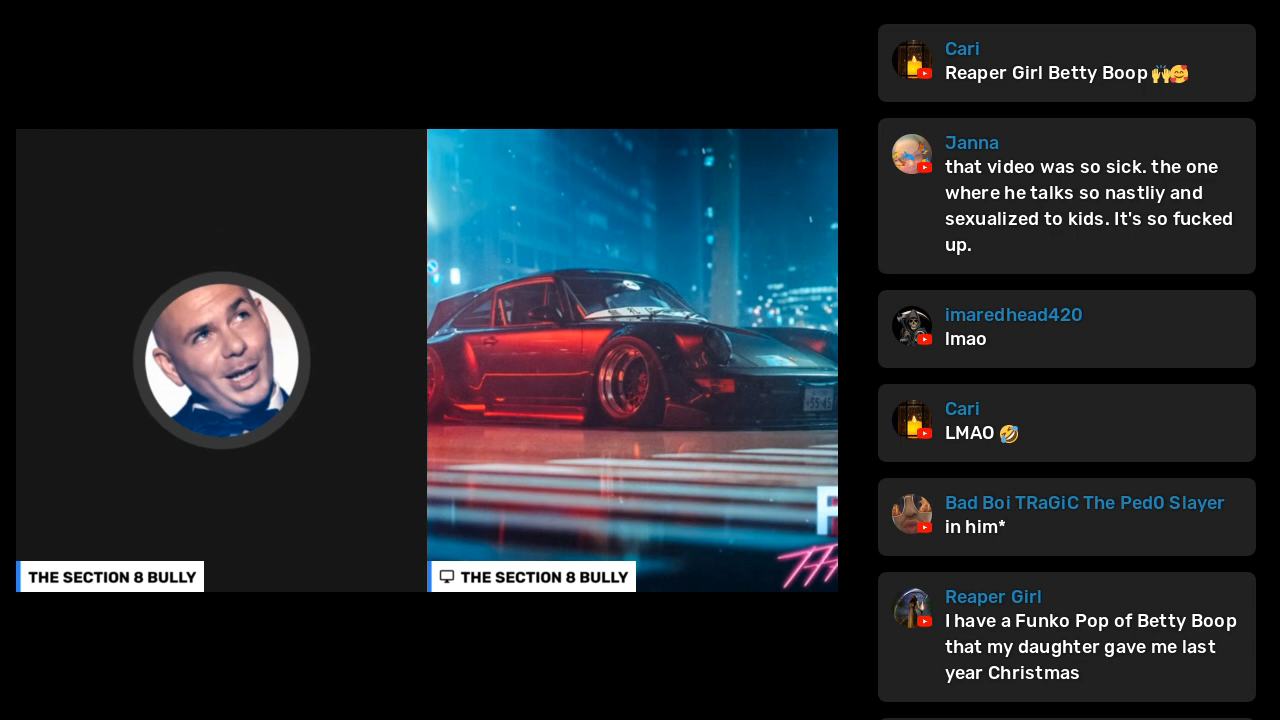 THE SECTION 8 BULLY
55-45
THE SECTION 8 BULLY
Cari
Reaper Girl Betty Boop 🙌🥰
Janna
that video was so sick. the one
where he talks so nastliy and
sexualized to kids. It's so fucked
up.
imaredhead420
lmao
Cari
LMAO 🤣
Bad Boi TRaGiC The Ped0 Slayer
in him*
Reaper Girl
I have a Funko Pop of Betty Boop
that my daughter gave me last
year Christmas